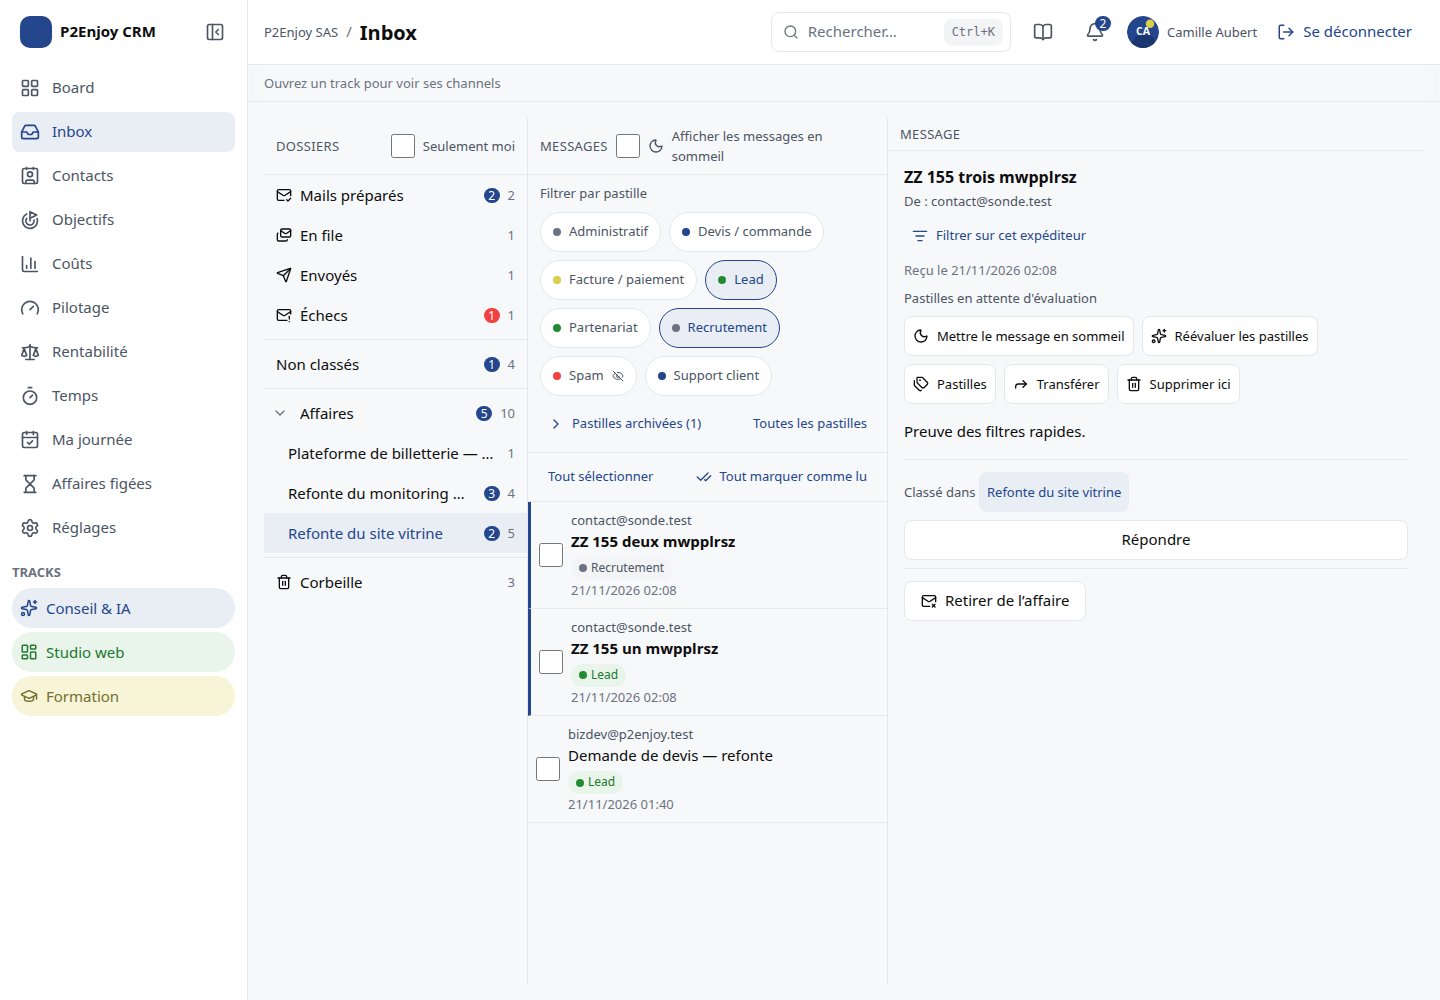 P2Enjoy CRM
Board
Inbox
Contacts
Objectifs
Coûts
Pilotage
Rentabilité
Temps
Ma journée
Affaires figées
Réglages
TRACKS
Conseil & IA
Studio web
Formation
P2Enjoy SAS / Inbox
Rechercher... Ctrl+K
2
CA
Camille Aubert
Se déconnecter
Ouvrez un track pour voir ses channels
DOSSIERS Seulement moi
Mails préparés 2 2
En file 1
Envoyés 1
Échecs 1 1
Non classés 1 4
Affaires 5 10
Plateforme de billetterie — ... 1
Refonte du monitoring ... 3 4
Refonte du site vitrine 2 5
Corbeille 3
MESSAGES
Afficher les messages en
sommeil
Filtrer par pastille
Administratif Devis / commande
Facture / paiement Lead
Partenariat Recrutement
Spam Support client
Pastilles archivées (1) Toutes les pastilles
Tout sélectionner Tout marquer comme lu
contact@sonde.test
ZZ 155 deux mwpplrsz
Recrutement
21/11/2026 02:08
contact@sonde.test
ZZ 155 un mwpplrsz
Lead
21/11/2026 02:08
bizdev@p2enjoy.test
Demande de devis — refonte
Lead
21/11/2026 01:40
MESSAGE
ZZ 155 trois mwpplrsz
De : contact@sonde.test
Filtrer sur cet expéditeur
Reçu le 21/11/2026 02:08
Pastilles en attente d'évaluation
Mettre le message en sommeil Réévaluer les pastilles
Pastilles Transférer Supprimer ici
Preuve des filtres rapides.
Classé dans Refonte du site vitrine
Répondre
Retirer de l’affaire